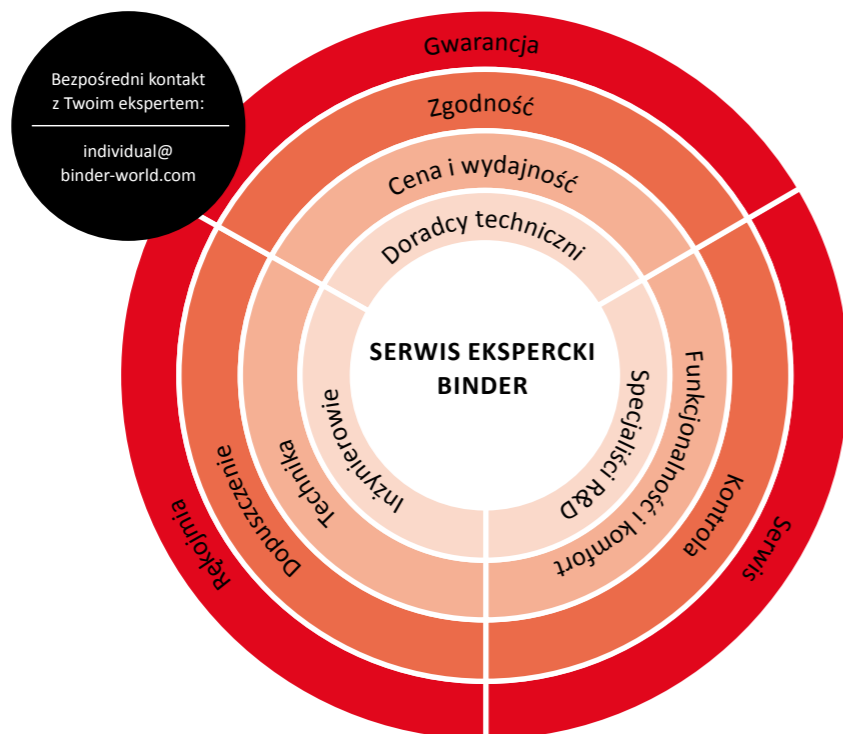 Bezpośredni kontakt
z Twoim ekspertem:
individual@
binder-world.com
Gwarancja
Zgodność
Cena i wydajność
Doradcy techniczni
SERWIS EKSPERCKI
BINDER
Inżynierowie
Technika
Dopuszczenie
Rękojmia
Specjaliści R&D
Funkcjonalność i komfort
Kontrola
Serwis